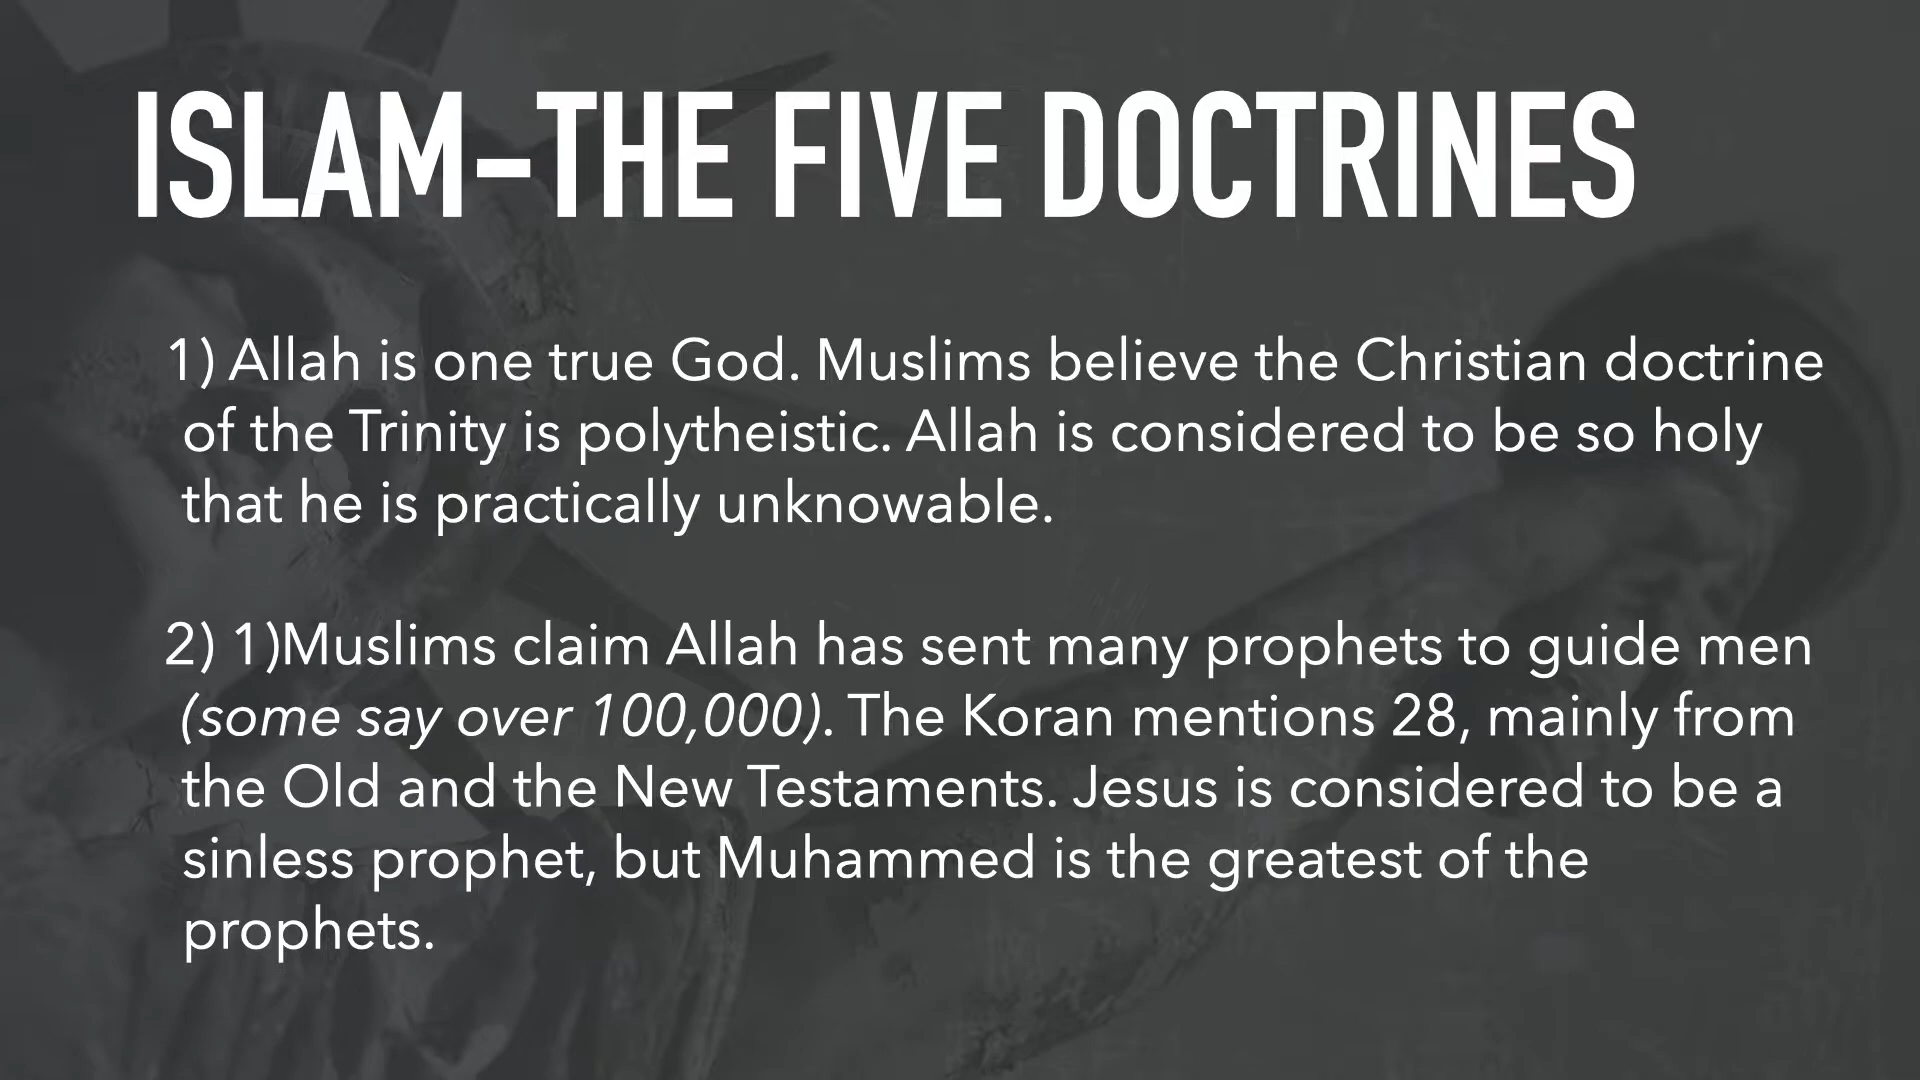 ISLAM-THE FIVE DOCTRINES
1) Allah is one true God. Muslims believe the Christian doctrine
of the Trinity is polytheistic. Allah is considered to be so holy
that he is practically unknowable.
2) 1)Muslims claim Allah has sent many prophets to guide men
(some say over 100,000). The Koran mentions 28, mainly from
the Old and the New Testaments. Jesus is considered to be a
sinless prophet, but Muhammed is the greatest of the
prophets.